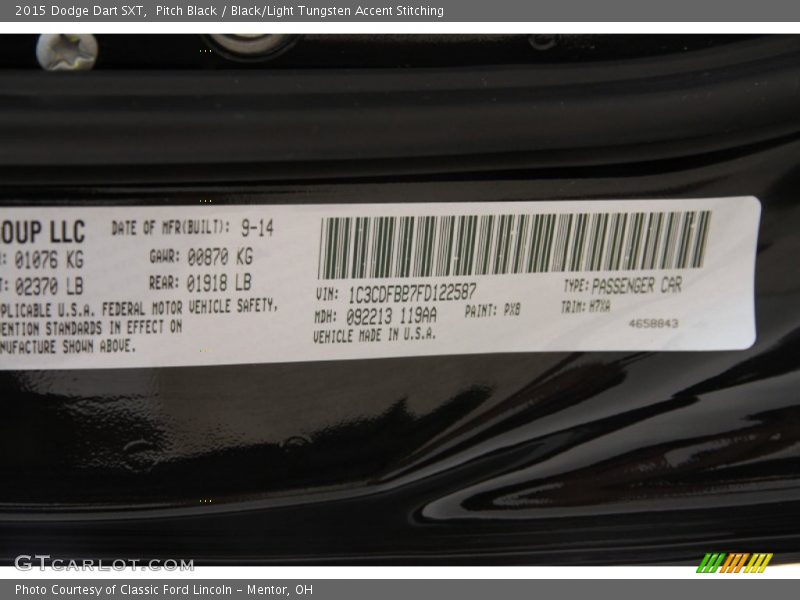 2015 Dodge Dart SXT, Pitch Black / Black/Light Tungsten Accent Stitching
OUP LLC DATE OF MFR(BUILT): 9-14
: 01076 KG GAWR: 00870 KG
T: 02370 LB REAR: 01918 LB
PPLICABLE U.S.A. FEDERAL MOTOR VEHICLE SAFETY,
VENTION STANDARDS IN EFFECT ON
NUFACTURE SHOWN ABOVE.
VIN: 1C3CDFBB7FD122587 TYPE: PASSENGER CAR
MDH: 092213 119AA PAINT: PX8 TRIM: H7XA
VEHICLE MADE IN U.S.A. 4658843
GTCARLOT.COM
Photo Courtesy of Classic Ford Lincoln - Mentor, OH